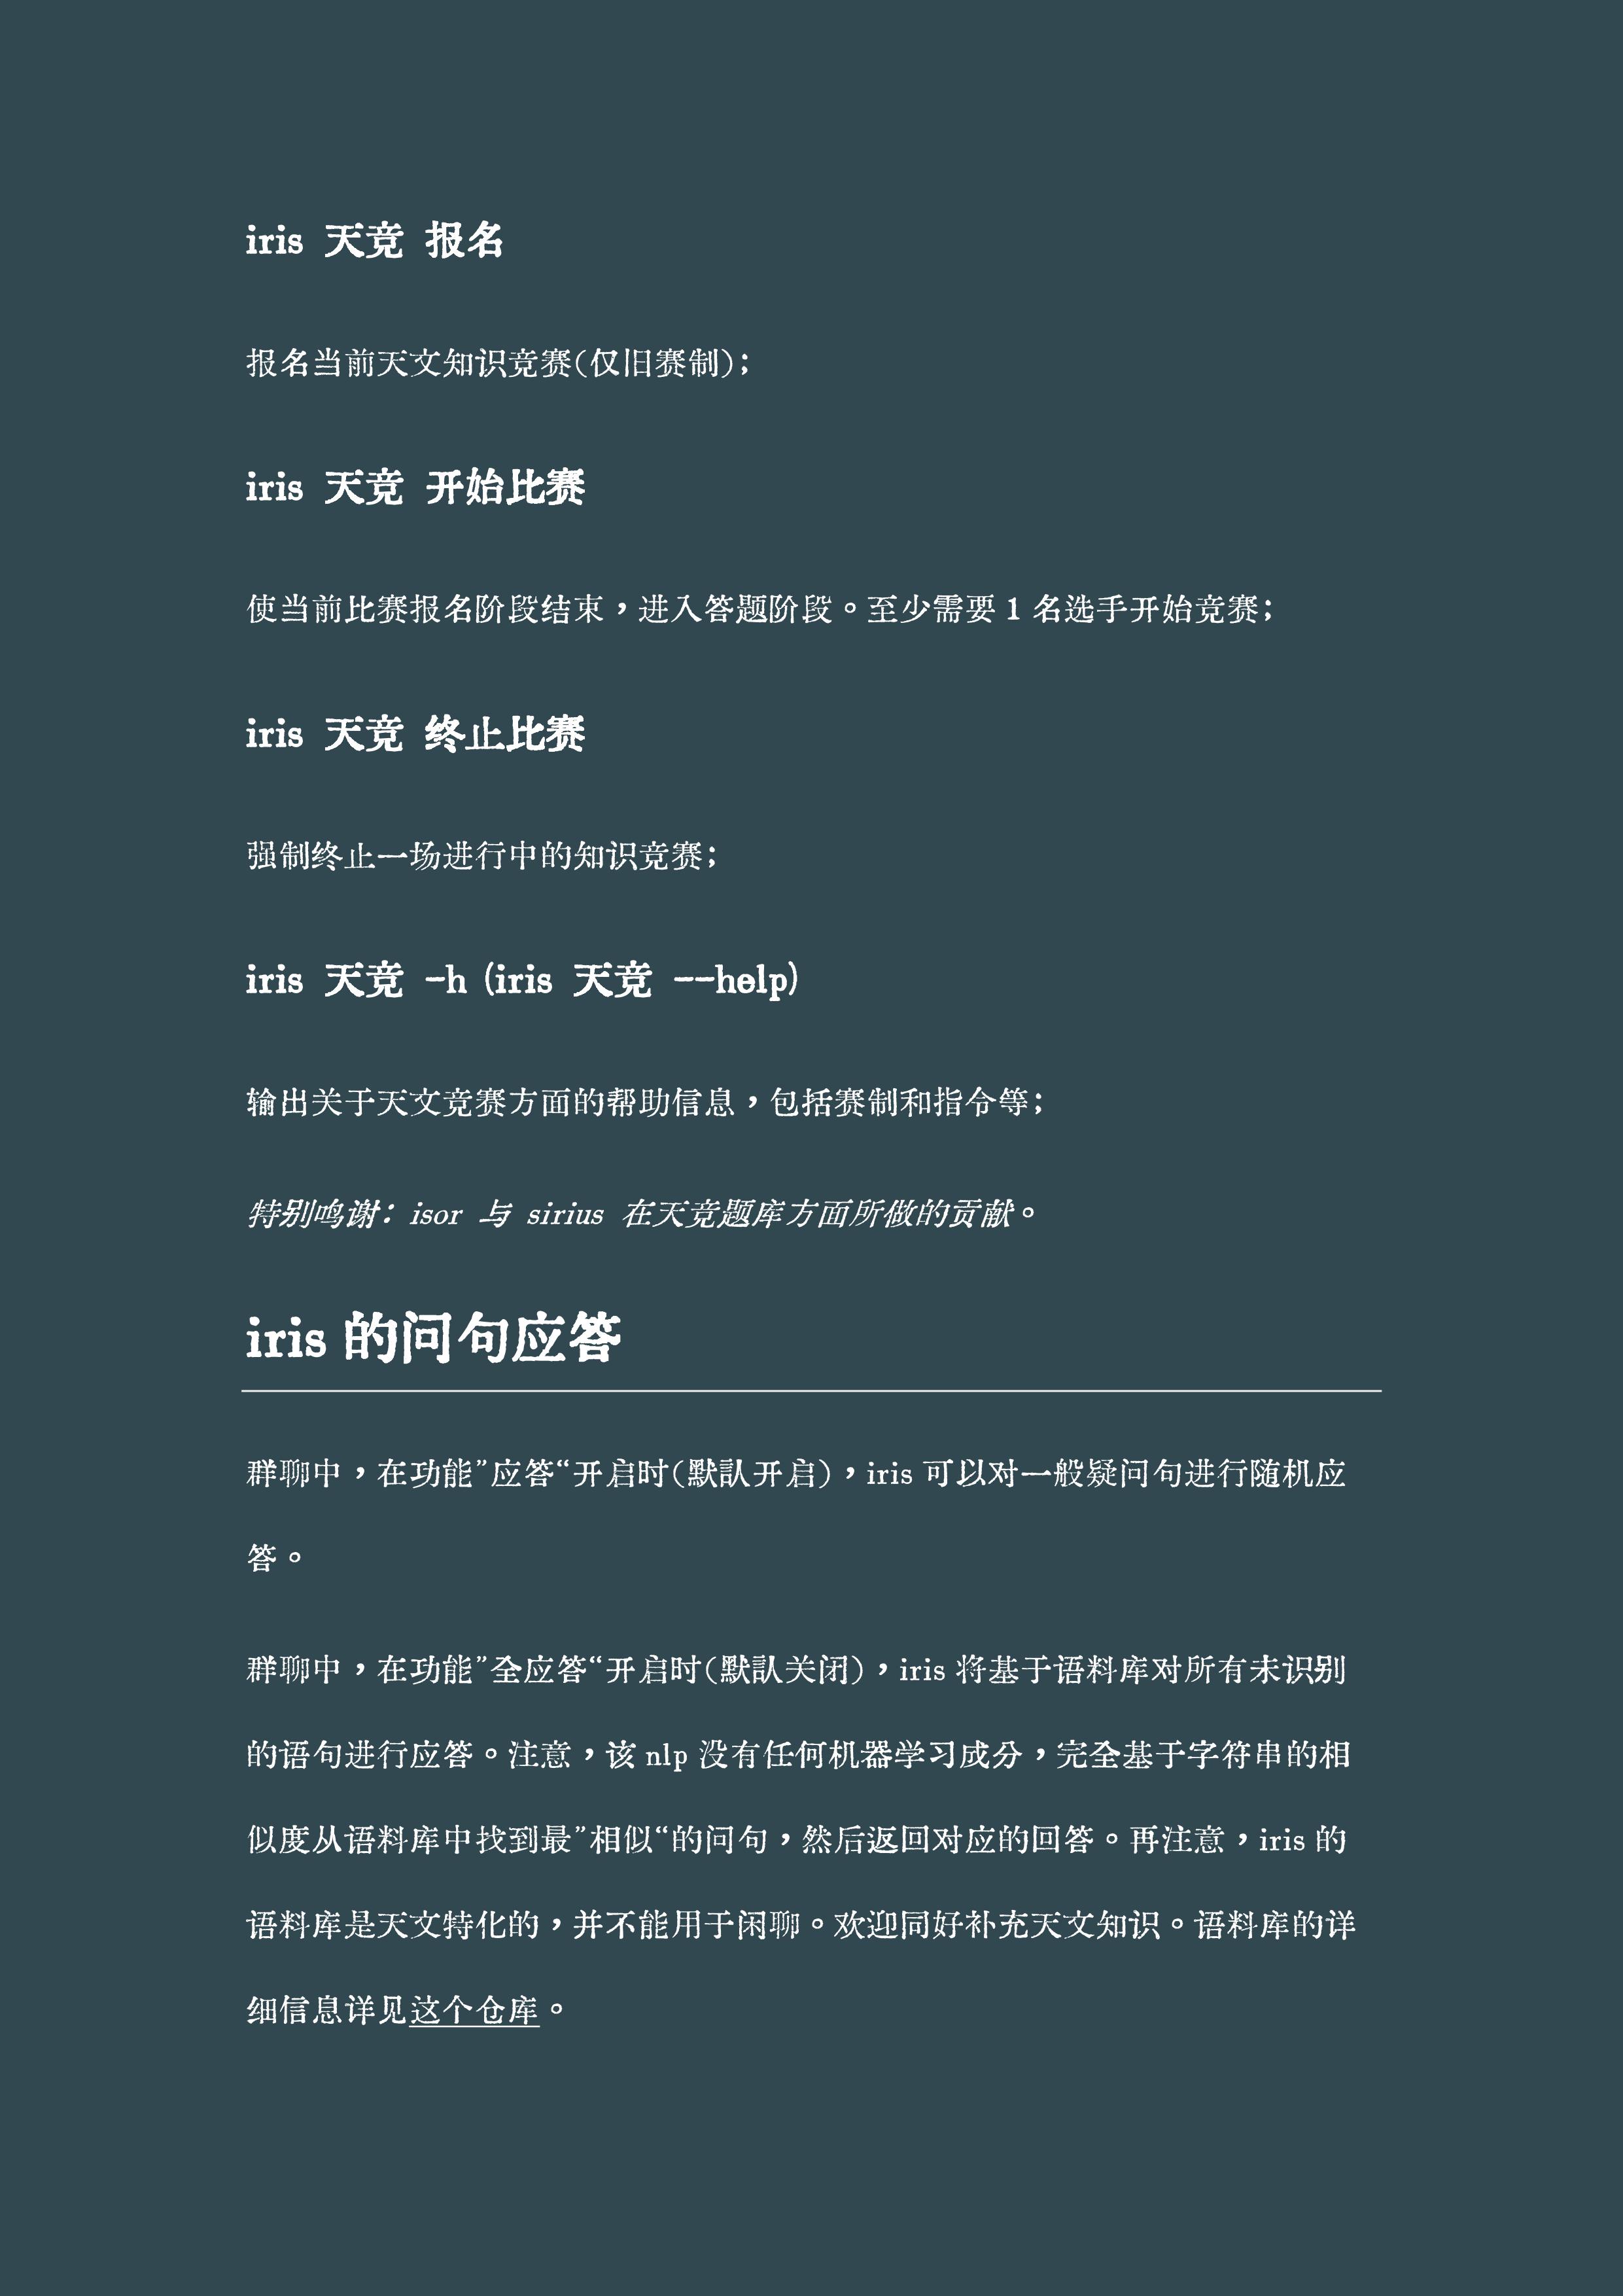 iris 天竞 报名
报名当前天文知识竞赛(仅旧赛制)；
iris 天竞 开始比赛
使当前比赛报名阶段结束，进入答题阶段。至少需要 1 名选手开始竞赛；
iris 天竞 终止比赛
强制终止一场进行中的知识竞赛；
iris 天竞 -h (iris 天竞 --help)
输出关于天文竞赛方面的帮助信息，包括赛制和指令等；
特别鸣谢：isor 与 sirius 在天竞题库方面所做的贡献。
iris 的问句应答
群聊中，在功能”应答“开启时(默认开启)，iris 可以对一般疑问句进行随机应
答。
群聊中，在功能”全应答“开启时(默认关闭)，iris 将基于语料库对所有未识别
的语句进行应答。注意，该 nlp 没有任何机器学习成分，完全基于字符串的相
似度从语料库中找到最”相似“的问句，然后返回对应的回答。再注意，iris 的
语料库是天文特化的，并不能用于闲聊。欢迎同好补充天文知识。语料库的详
细信息详见这个仓库。